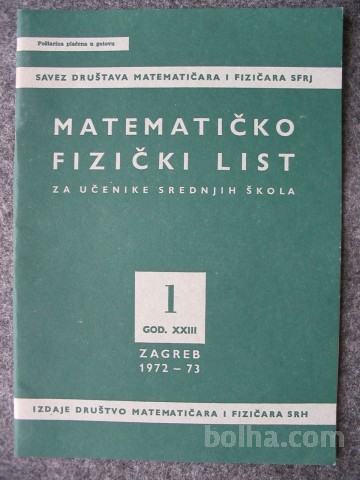 Poštarina plaćena u gotovu
SAVEZ DRUŠTAVA MATEMATIČARA I FIZIČARA SFRJ
MATEMATIČKO
FIZIČKI LIST
ZA UČENIKE SREDNJIH ŠKOLA
1
GOD. XXIII
ZAGREB
1972 – 73
IZDAJE DRUŠTVO MATEMATIČARA I FIZIČARA SRH
bolha.com